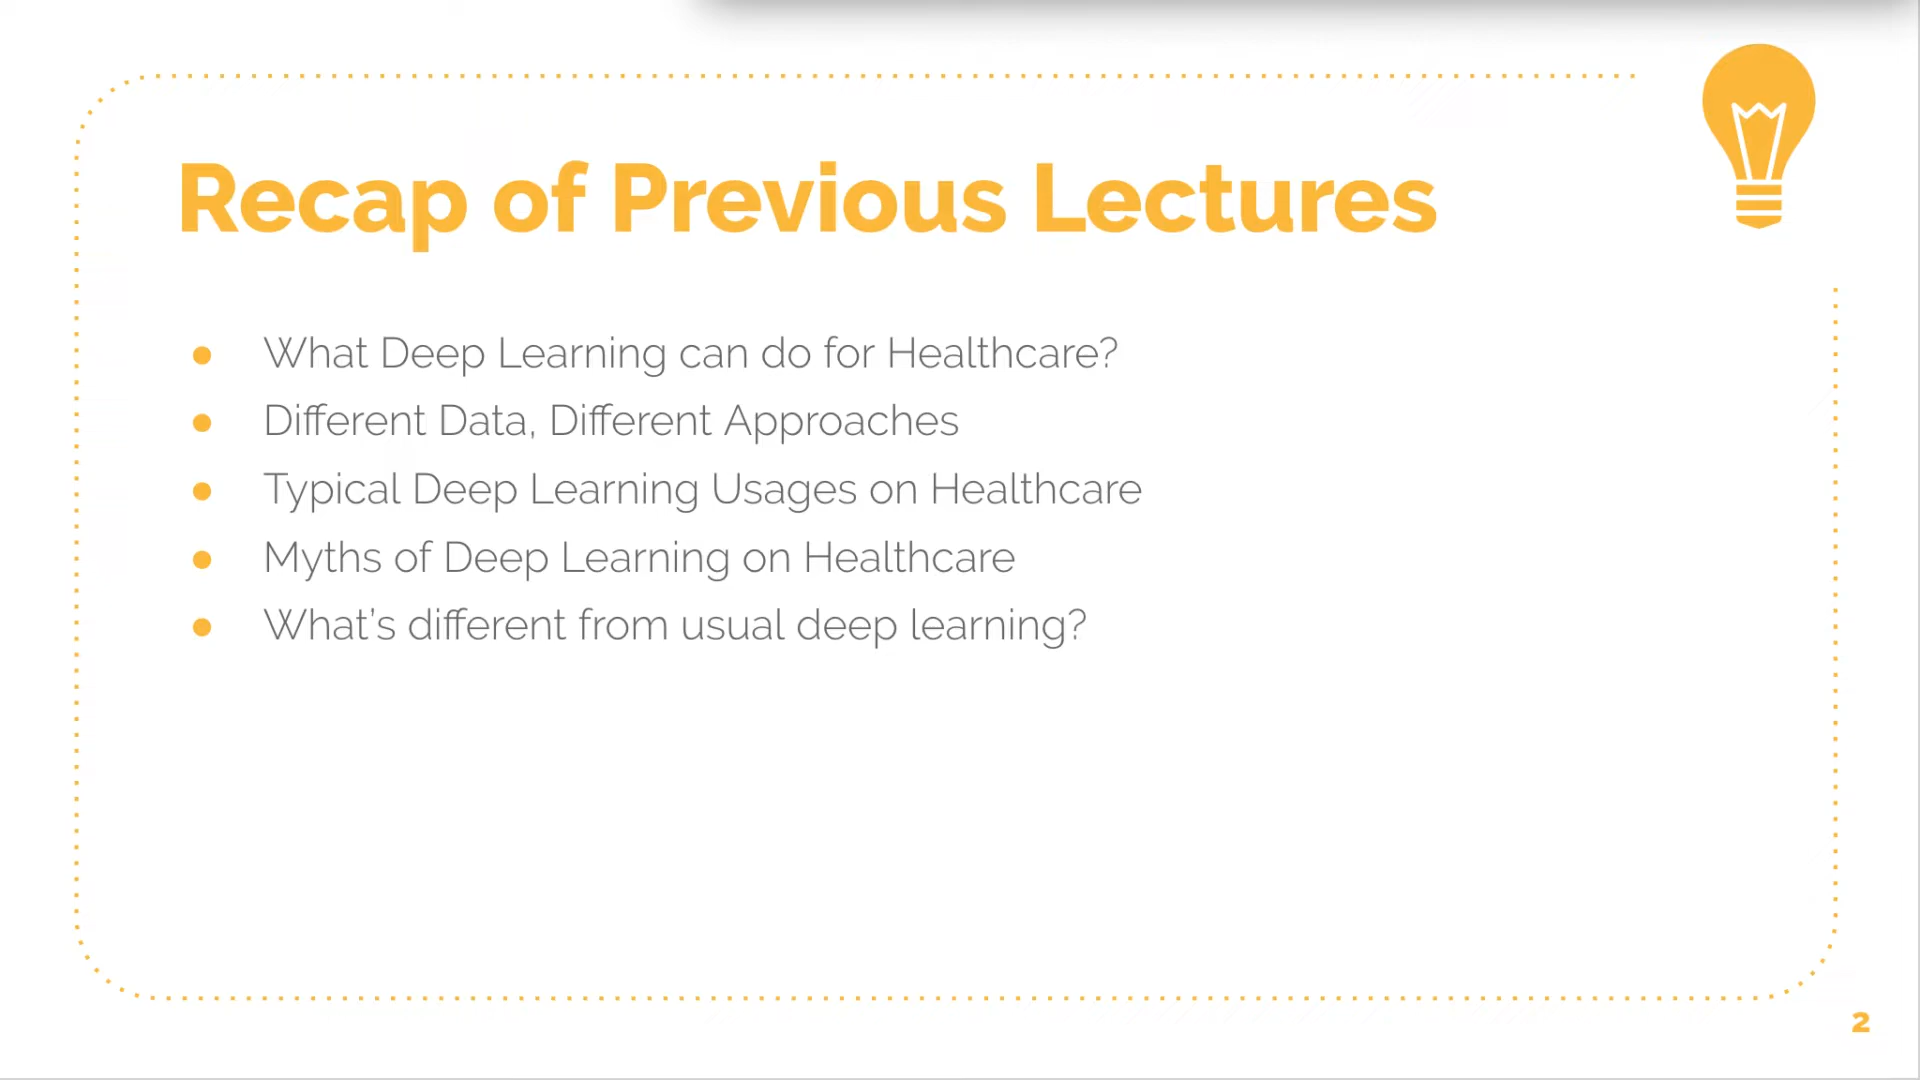 Recap of Previous Lectures
● What Deep Learning can do for Healthcare?
● Different Data, Different Approaches
● Typical Deep Learning Usages on Healthcare
● Myths of Deep Learning on Healthcare
● What’s different from usual deep learning?
2